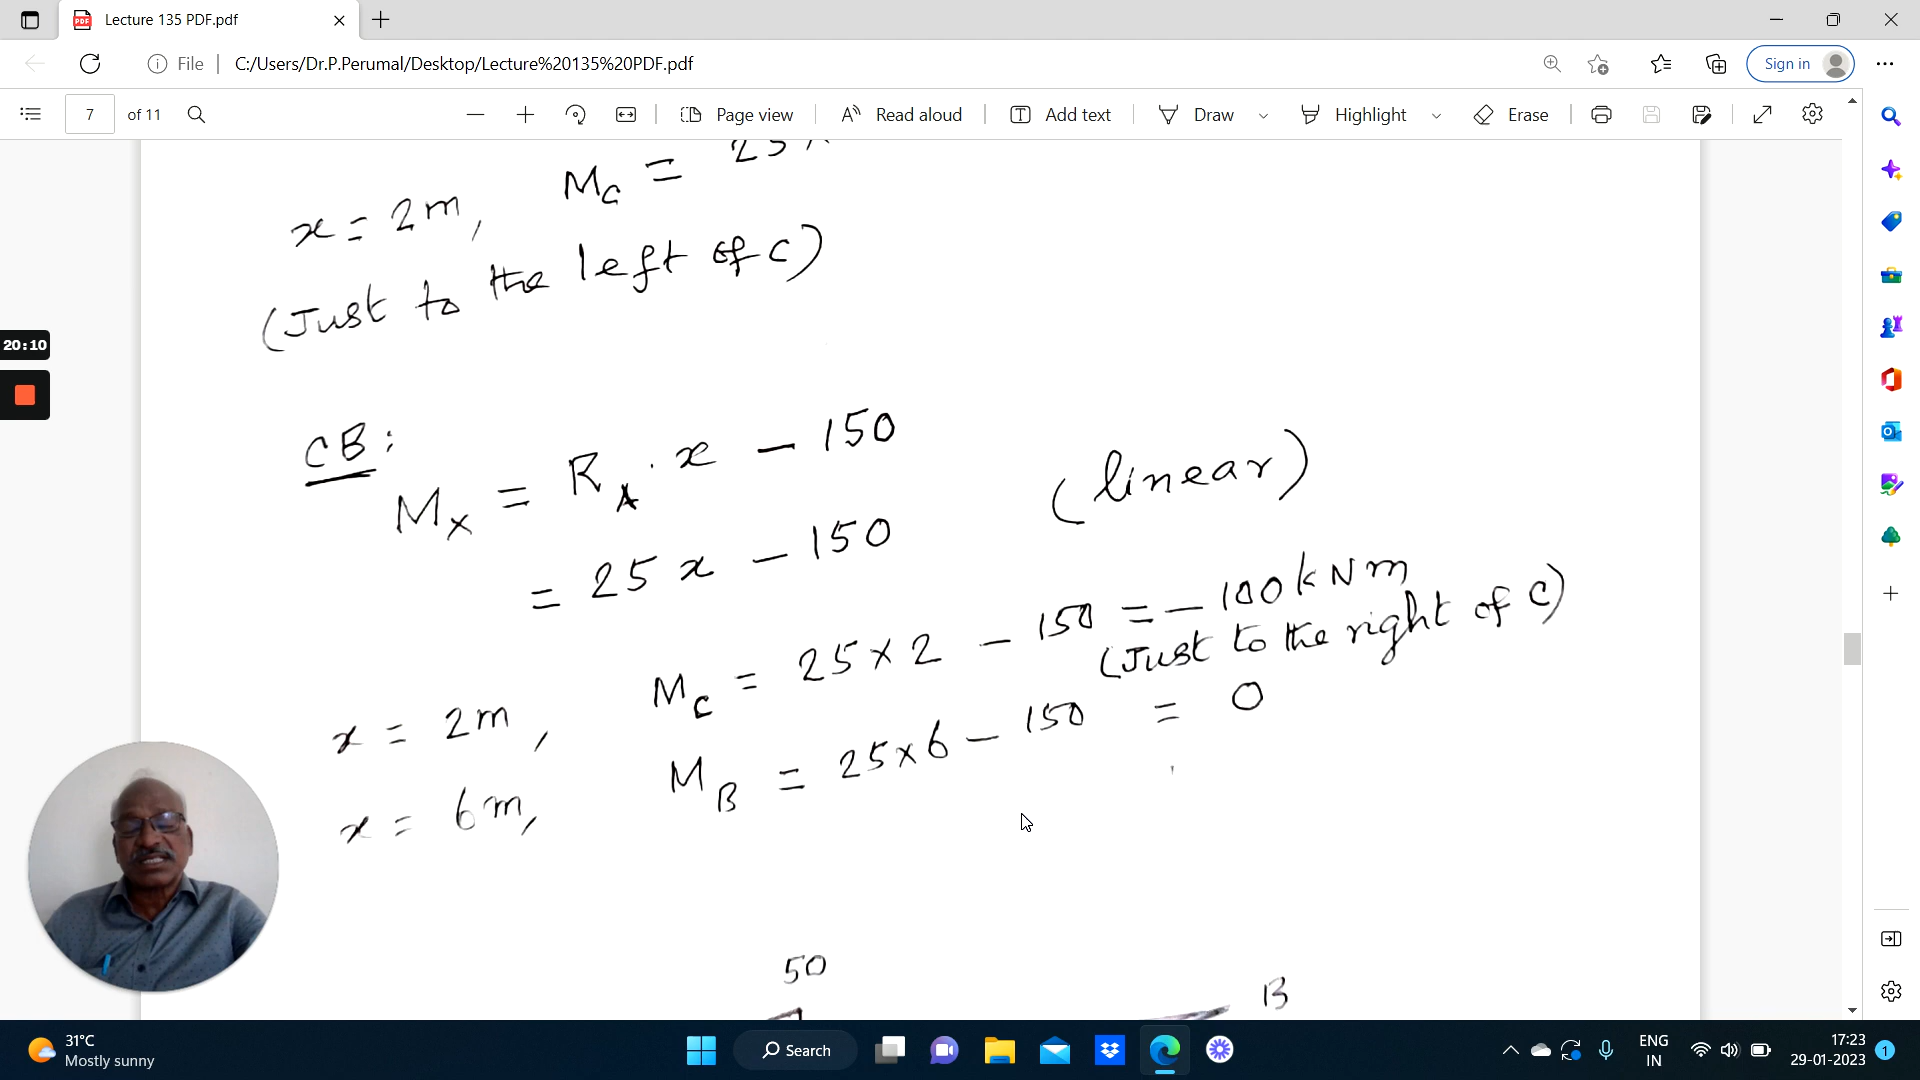 Lecture 135 PDF.pdf
File
C:/Users/Dr.P.Perumal/Desktop/Lecture%20135%20PDF.pdf
Sign in
7 of 11
Page view
Read aloud
Add text
Draw
Highlight
Erase
x = 2m, Mc = 25
(Just to the left of C)
20:10
CB:
Mx = RA . x - 150
(linear)
= 25 x - 150
x = 2m, Mc = 25 x 2 - 150 = - 100 kNm
(Just to the right of C)
x = 6m, MB = 25 x 6 - 150 = 0
50
B
31°C
Mostly sunny
Search
ENG
IN
17:23
29-01-2023
1